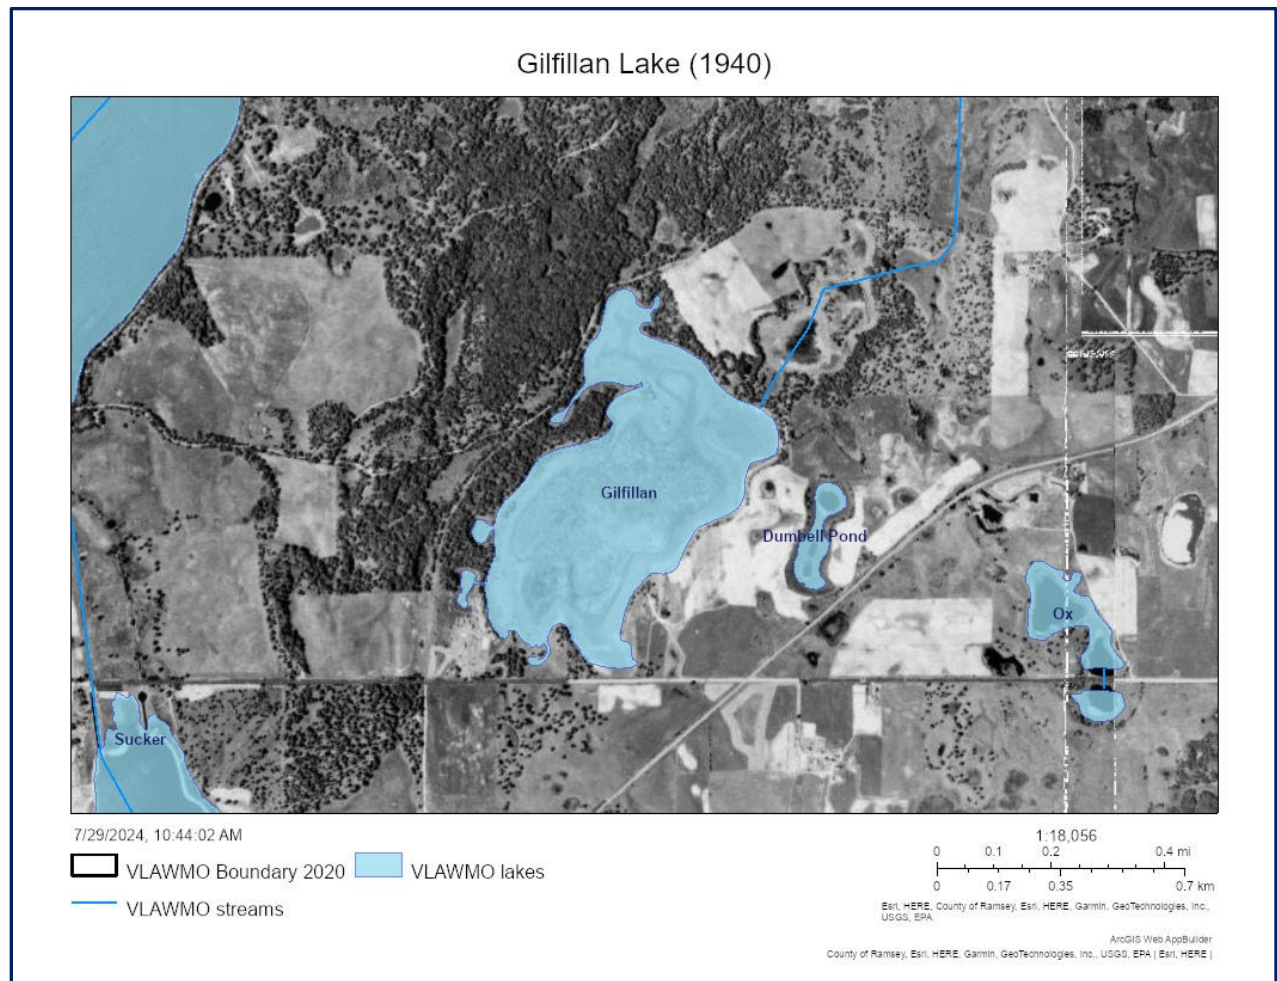 Gilfillan Lake (1940)
Gilfillan
Dumbell Pond
Ox
Sucker
7/29/2024, 10:44:02 AM
VLAWMO Boundary 2020
VLAWMO lakes
VLAWMO streams
1:18,056
0 0.1 0.2 0.4 mi
0 0.17 0.35 0.7 km
Esri, HERE, County of Ramsey, Esri, HERE, Garmin, GeoTechnologies, Inc.,
USGS, EPA
ArcGIS Web AppBuilder
County of Ramsey, Esri, HERE, Garmin, GeoTechnologies, Inc., USGS, EPA | Esri, HERE |